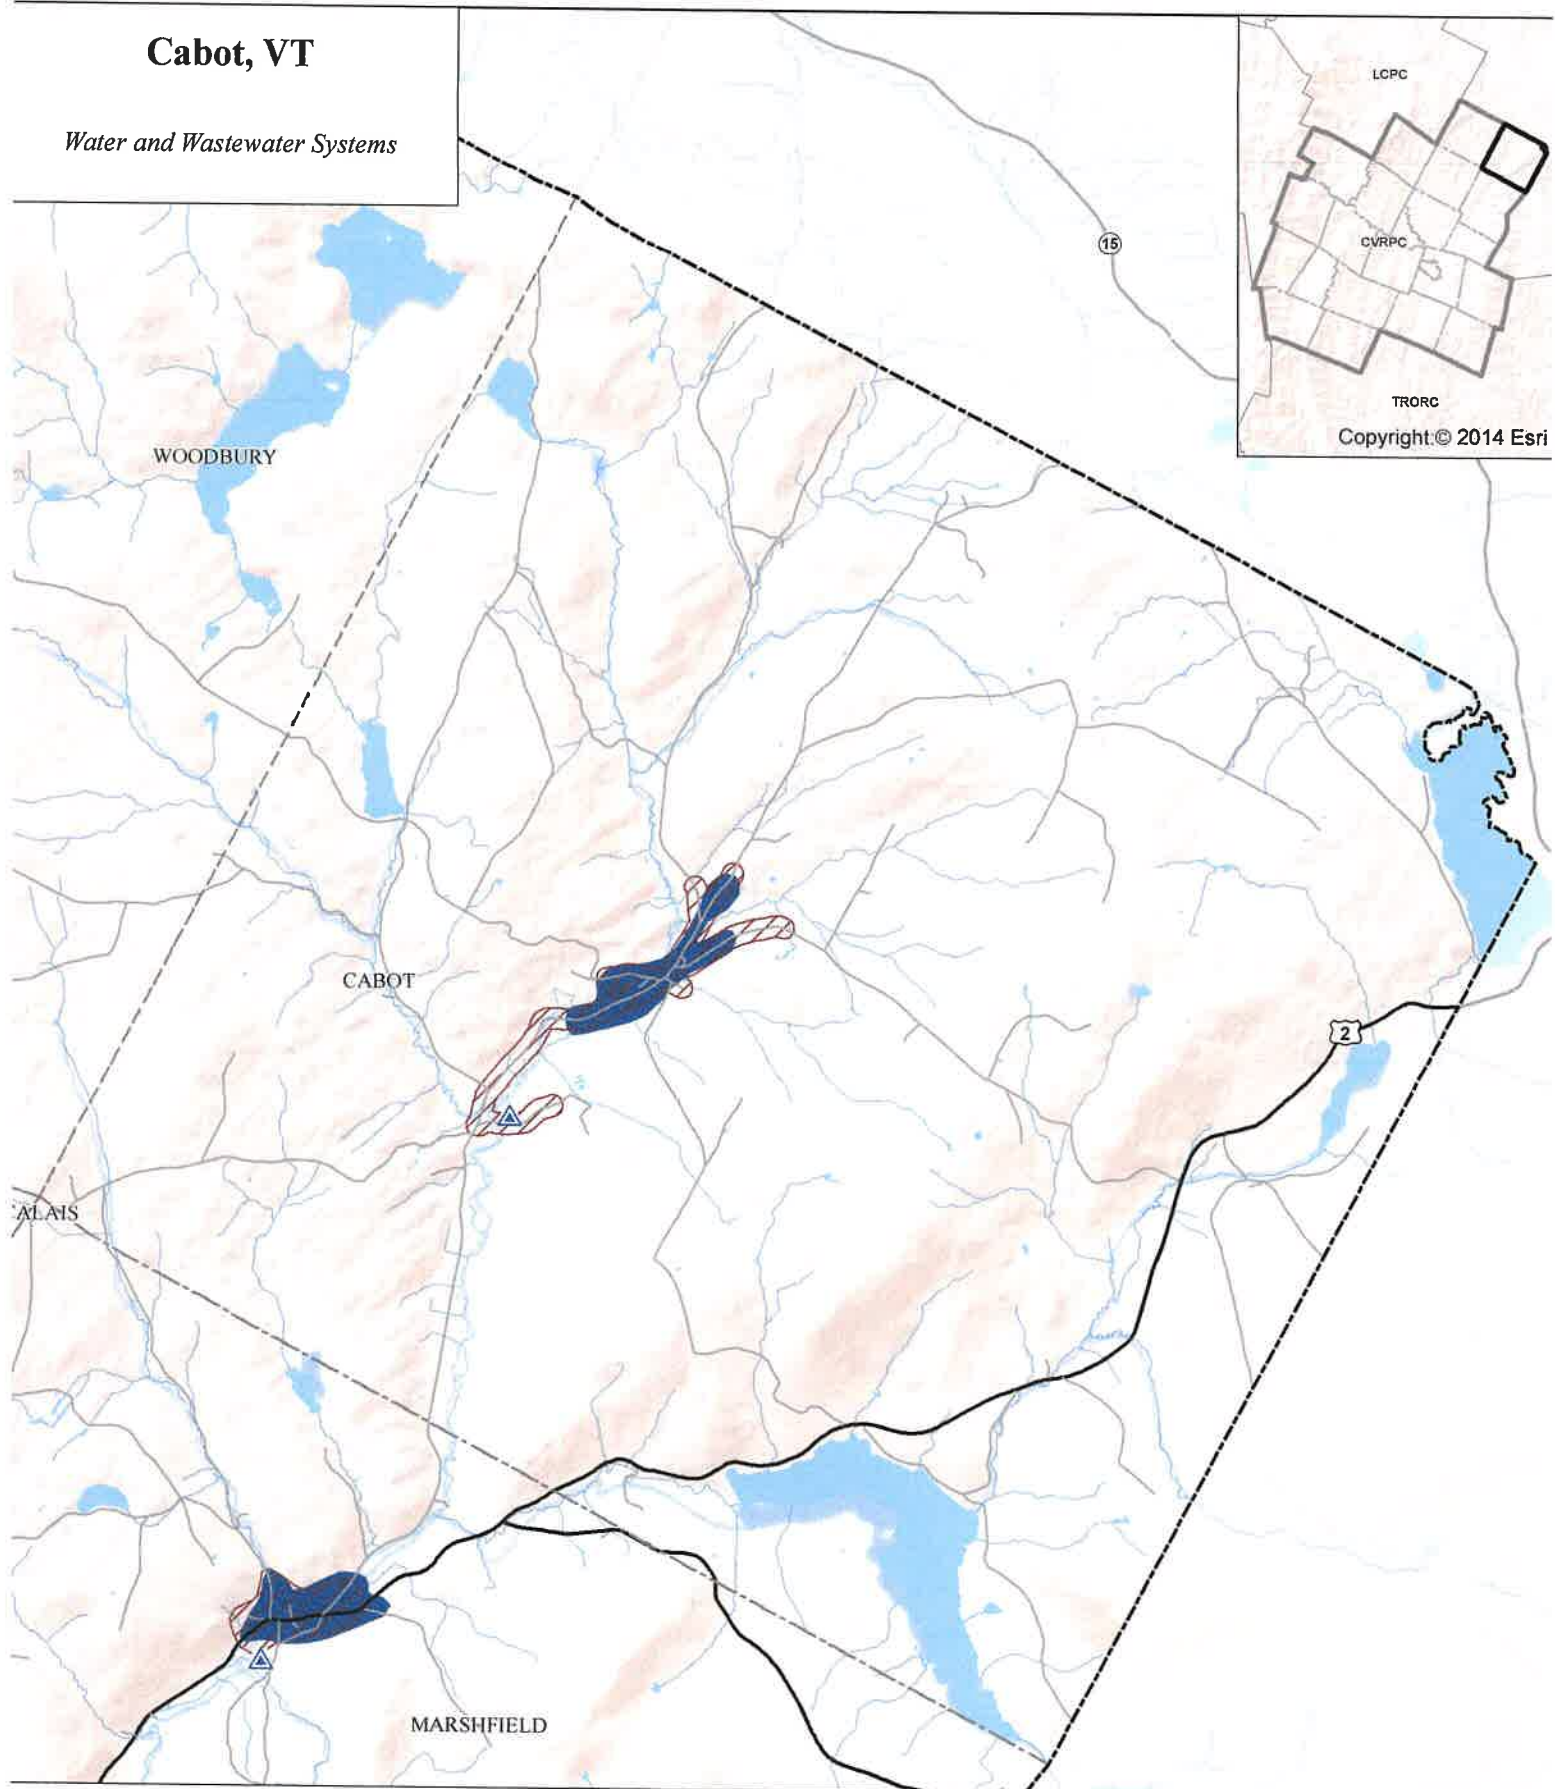 Cabot, VT
Water and Wastewater Systems
LCPC
CVRPC
TRORC
Copyright:© 2014 Esri
15
WOODBURY
CABOT
2
ALAIS
MARSHFIELD